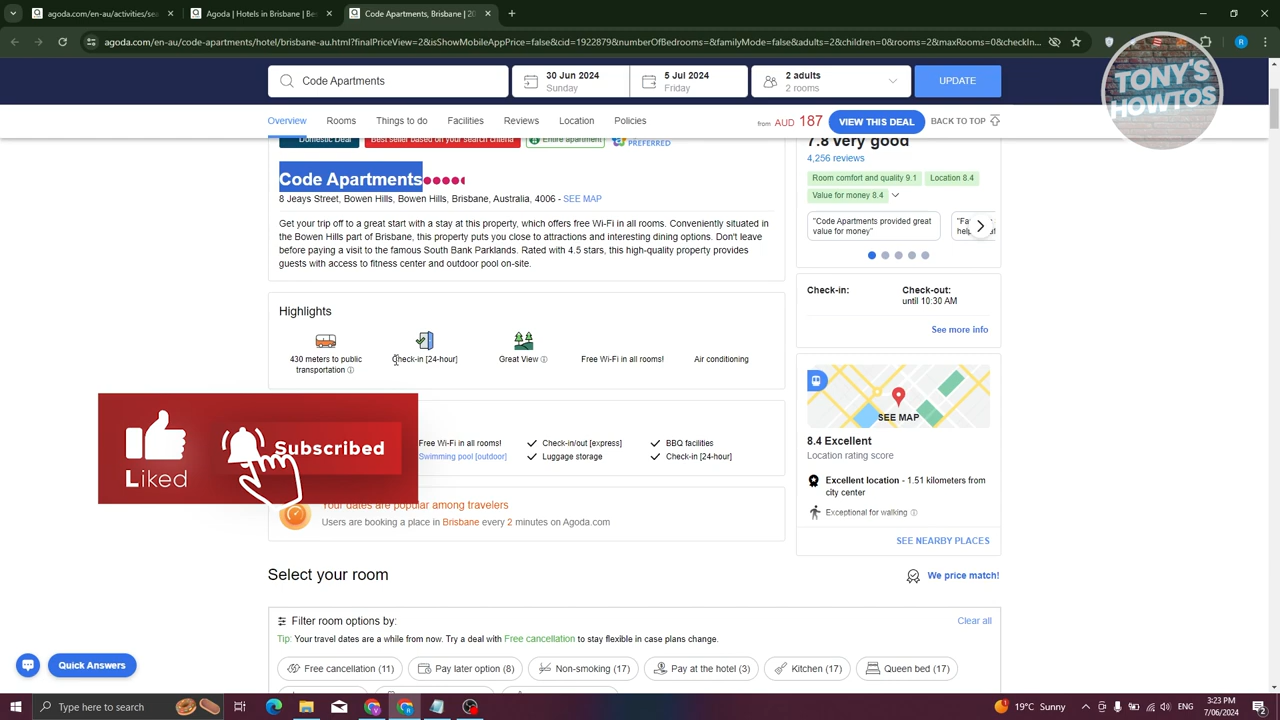 agoda.com/en-au/activities/sea
Agoda | Hotels in Brisbane | Bes
Code Apartments, Brisbane | 20
agoda.com/en-au/code-apartments/hotel/brisbane-au.html?finalPriceView=2&isShowMobileAppPrice=false&cid=1922879&numberOfBedrooms=&familyMode=false&adults=2&children=0&rooms=2&maxRooms=0&checkIn...
R
TONY'S
HOWTOS
Code Apartments
30 Jun 2024
Sunday
5 Jul 2024
Friday
2 adults
2 rooms
UPDATE
Overview
Rooms
Things to do
Facilities
Reviews
Location
Policies
from AUD 187
VIEW THIS DEAL
BACK TO TOP
Domestic Deal
Best seller based on your search criteria
Entire apartment
PREFERRED
Code Apartments
8 Jeays Street, Bowen Hills, Bowen Hills, Brisbane, Australia, 4006 - SEE MAP
Get your trip off to a great start with a stay at this property, which offers free Wi-Fi in all rooms. Conveniently situated in
the Bowen Hills part of Brisbane, this property puts you close to attractions and interesting dining options. Don't leave
before paying a visit to the famous South Bank Parklands. Rated with 4.5 stars, this high-quality property provides
guests with access to fitness center and outdoor pool on-site.
7.8 Very good
4,256 reviews
Room comfort and quality 9.1
Location 8.4
Value for money 8.4
"Code Apartments provided great
value for money"
"Fa
help
Check-in:
Check-out:
until 10:30 AM
See more info
Highlights
430 meters to public
transportation
Check-in [24-hour]
Great View
Free Wi-Fi in all rooms!
Air conditioning
Liked
Subscribed
Free Wi-Fi in all rooms!
Check-in/out [express]
BBQ facilities
Swimming pool [outdoor]
Luggage storage
Check-in [24-hour]
Your dates are popular among travelers
Users are booking a place in Brisbane every 2 minutes on Agoda.com
SEE MAP
8.4 Excellent
Location rating score
Excellent location - 1.51 kilometers from
city center
Exceptional for walking
SEE NEARBY PLACES
Select your room
We price match!
Filter room options by:
Clear all
Tip: Your travel dates are a while from now. Try a deal with Free cancellation to stay flexible in case plans change.
Free cancellation (11)
Pay later option (8)
Non-smoking (17)
Pay at the hotel (3)
Kitchen (17)
Queen bed (17)
Quick Answers
Type here to search
19°C Sunny
3:23 PM
7/06/2024